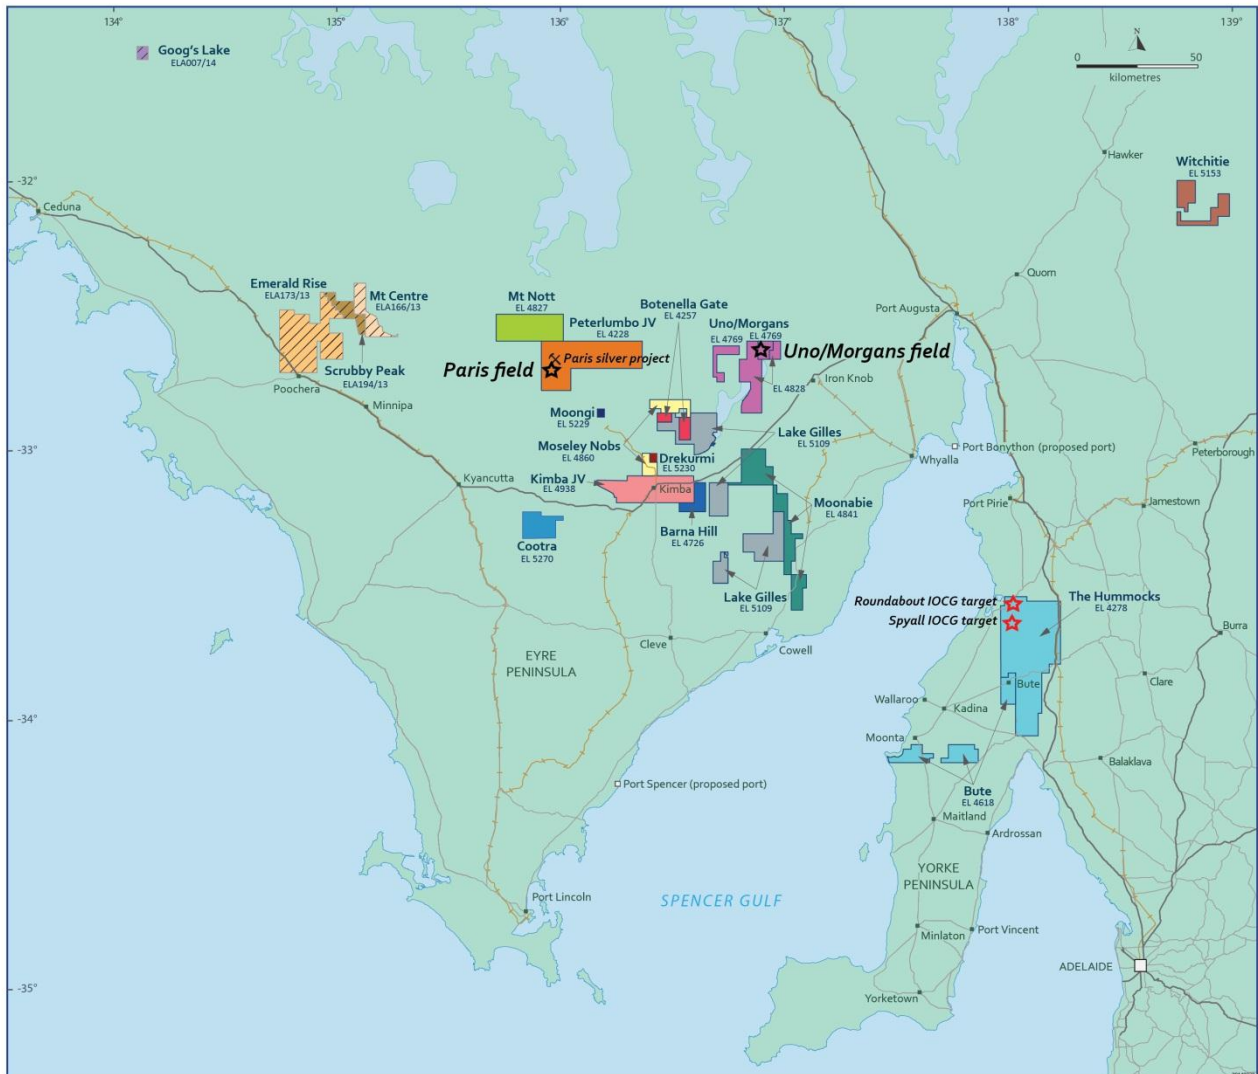 134°
135°
136°
137°
138°
139°
Goog's Lake
ELA007/14
N
0
50
kilometres
Hawker
Witchitie
EL 5153
-32°
Ceduna
Quom
Emerald Rise
ELA173/13
Mt Centre
ELA166/13
Mt Nott
EL 4827
Botenella Gate
EL 4257
Port Augusta
Peterlumbo JV
EL 4228
Uno/Morgans
EL 4769
EL 4769
Paris silver project
Uno/Morgans field
Paris field
Scrubby Peak
ELA194/13
Iron Knob
EL 4828
Poochera
Minnipa
Moongi
EL 5229
Lake Gilles
EL 5109
-33°
Moseley Nobs
EL 4860
Port Bonython (proposed port)
Peterborough
Whyalla
Drekurmi
EL 5230
Kyancutta
Kimba JV
EL 4938
Kimba
Moonabie
EL 4841
Port Pirie
Jamestown
Barna Hill
EL 4726
Cootra
EL 5270
Lake Gilles
EL 5109
Roundabout IOCG target
The Hummocks
EL 4278
Spyall IOCG target
Burra
Cleve
Cowell
EYRE
PENINSULA
Bute
Clare
Wallaroo
Kadina
-34°
Moonta
Balaklava
Port Spencer (proposed port)
Bute
EL 4618
Maitland
Ardrossan
YORKE
PENINSULA
Port Lincoln
SPENCER GULF
Minlaton
Port Vincent
ADELAIDE
-35°
Yorketown